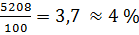 5208/100 = 3,7 ≈ 4 %